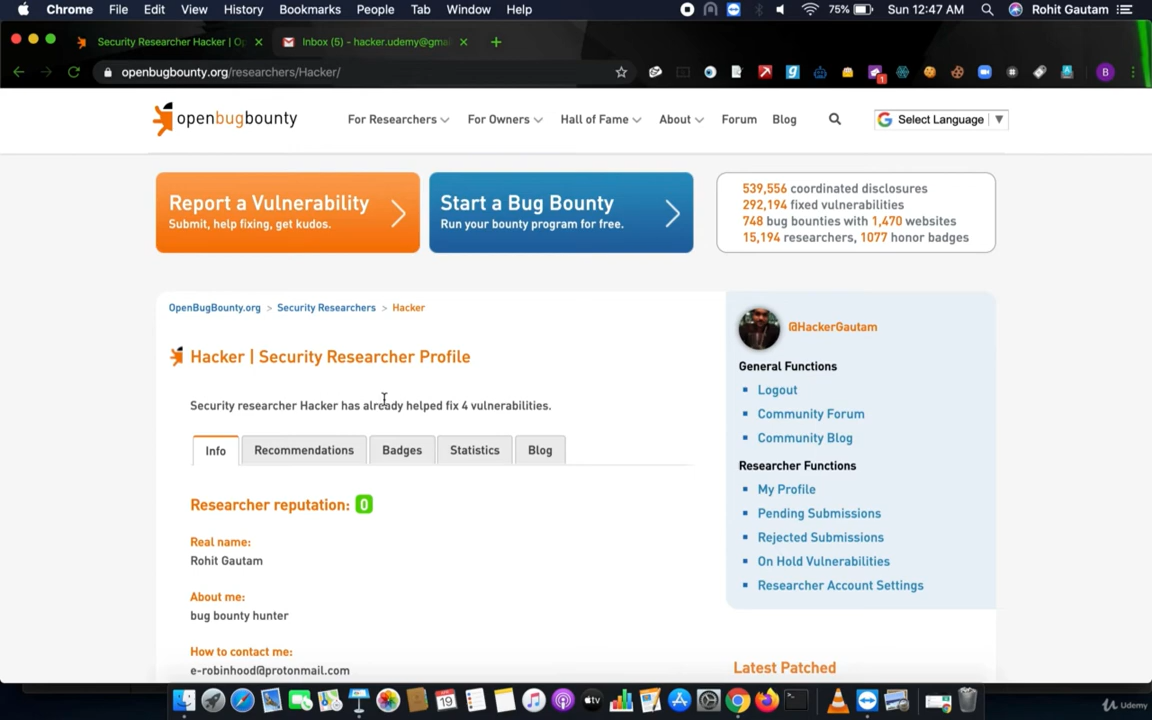 Chrome File Edit View History Bookmarks People Tab Window Help 75% Sun 12:47 AM Rohit Gautam
Security Researcher Hacker | Op Inbox (5) - hacker.udemy@gma
openbugbounty.org/researchers/Hacker/
1 B
openbugbounty For Researchers For Owners Hall of Fame About Forum Blog Select Language
Report a Vulnerability
Submit, help fixing, get kudos.
Start a Bug Bounty
Run your bounty program for free.
539,556 coordinated disclosures
292,194 fixed vulnerabilities
748 bug bounties with 1,470 websites
15,194 researchers, 1077 honor badges
OpenBugBounty.org > Security Researchers > Hacker
Hacker | Security Researcher Profile
Security researcher Hacker has already helped fix 4 vulnerabilities.
Info Recommendations Badges Statistics Blog
Researcher reputation: 0
Real name:
Rohit Gautam
About me:
bug bounty hunter
How to contact me:
e-robinhood@protonmail.com
@HackerGautam
General Functions
Logout
Community Forum
Community Blog
Researcher Functions
My Profile
Pending Submissions
Rejected Submissions
On Hold Vulnerabilities
Researcher Account Settings
Latest Patched
19
Udemy